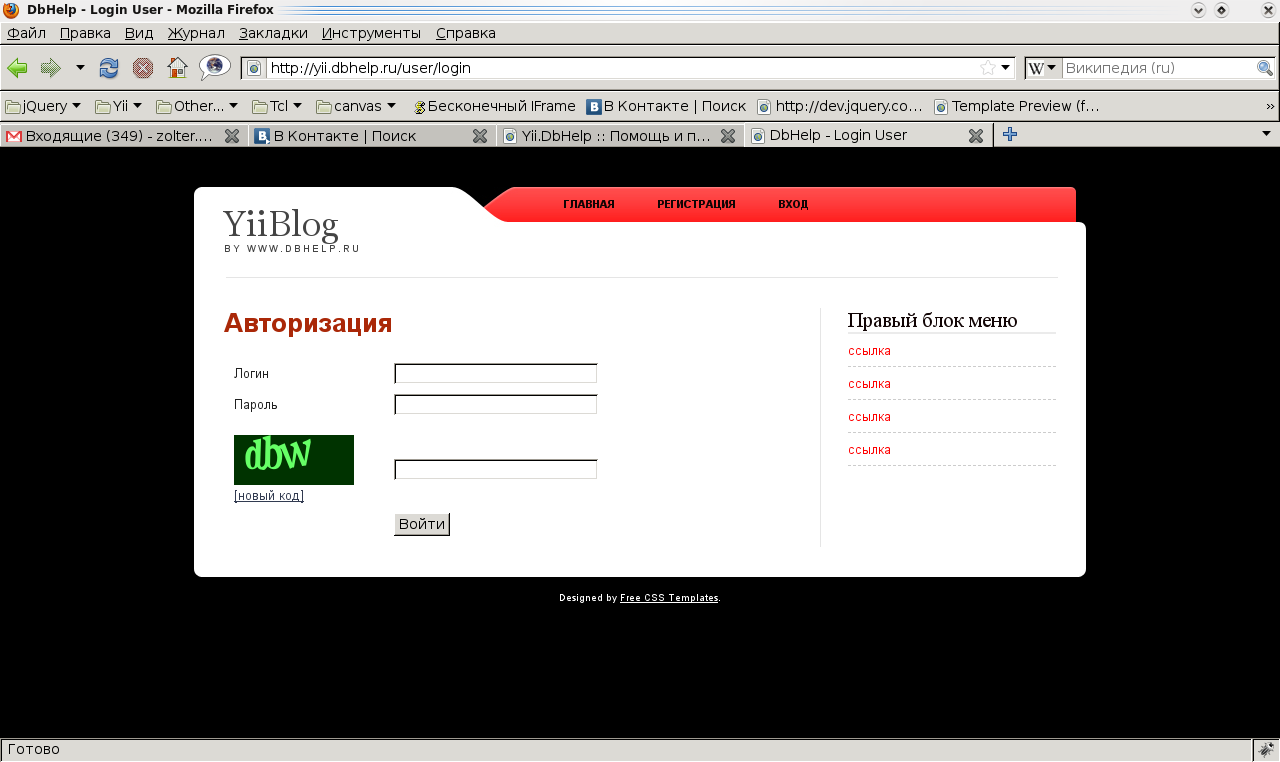 DbHelp - Login User - Mozilla Firefox
Файл Правка Вид Журнал Закладки Инструменты Справка
http://yii.dbhelp.ru/user/login W Википедия (ru)
jQuery Yii Other... Tcl canvas Бесконечный IFrame В В Контакте | Поиск http://dev.jquery.co... Template Preview (f... »
Входящие (349) - zolter.... В В Контакте | Поиск Yii.DbHelp :: Помощь и п... DbHelp - Login User
ГЛАВНАЯ РЕГИСТРАЦИЯ ВХОД
YiiBlog
BY WWW.DBHELP.RU
Авторизация
Логин
Пароль
dbw
[новый код]
Войти
Правый блок меню
ссылка
ссылка
ссылка
ссылка
Designed by Free CSS Templates.
Готово